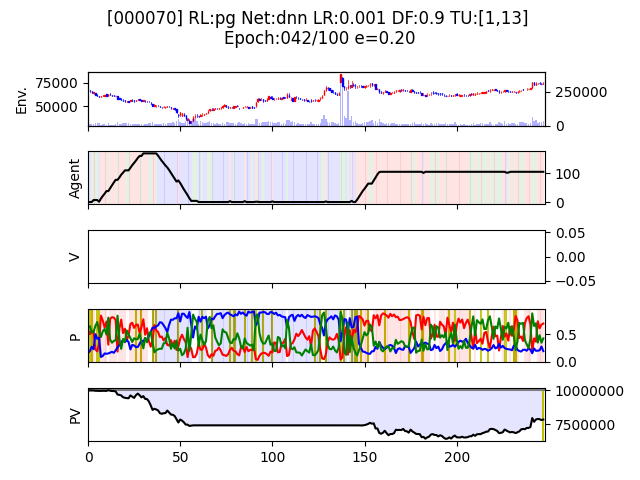 [000070] RL:pg Net:dnn LR:0.001 DF:0.9 TU:[1,13]
Epoch:042/100 e=0.20
Env.
75000
50000
250000
0
Agent
100
0
V
0.05
0.00
−0.05
P
0.5
0.0
PV
10000000
7500000
0 50 100 150 200